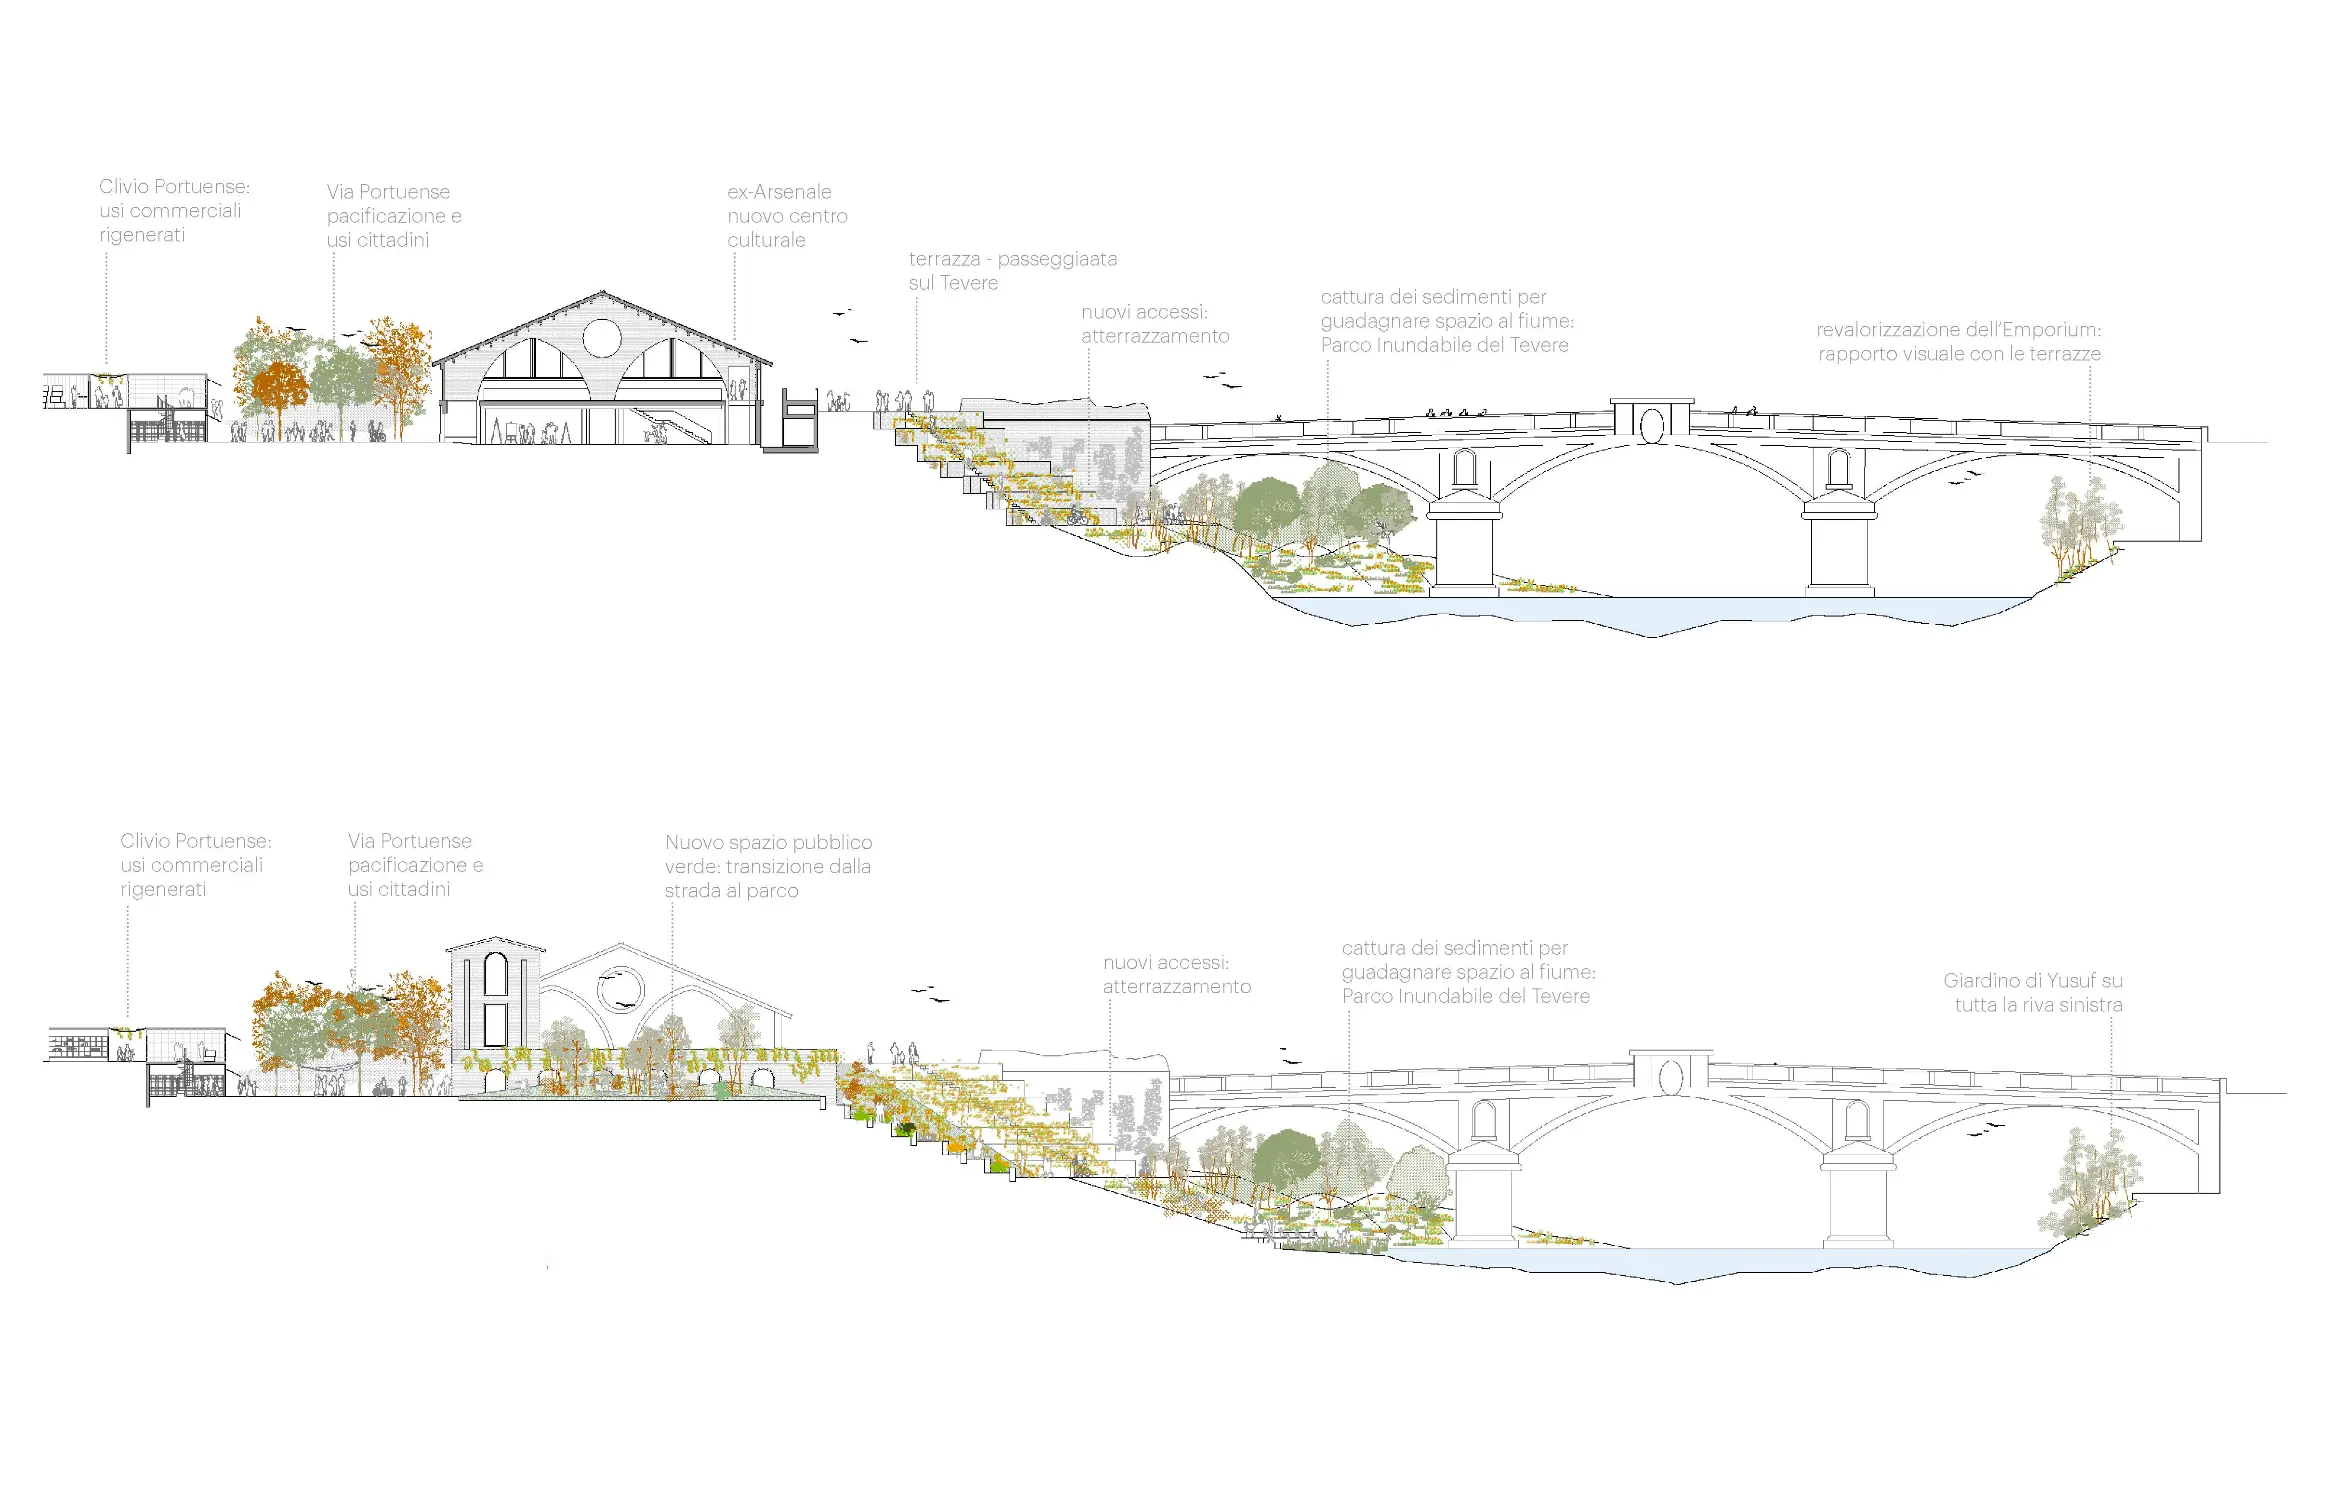 Clivio Portuense:
usi commerciali
rigenerati
Via Portuense
pacificazione e
usi cittadini
ex-Arsenale
nuovo centro
culturale
terrazza - passeggiaata
sul Tevere
nuovi accessi:
atterrazzamento
cattura dei sedimenti per
guadagnare spazio al fiume:
Parco Inundabile del Tevere
revalorizzazione dell'Emporium:
rapporto visuale con le terrazze
Clivio Portuense:
usi commerciali
rigenerati
Via Portuense
pacificazione e
usi cittadini
Nuovo spazio pubblico
verde: transizione dalla
strada al parco
nuovi accessi:
atterrazzamento
cattura dei sedimenti per
guadagnare spazio al fiume:
Parco Inundabile del Tevere
Giardino di Yusuf su
tutta la riva sinistra